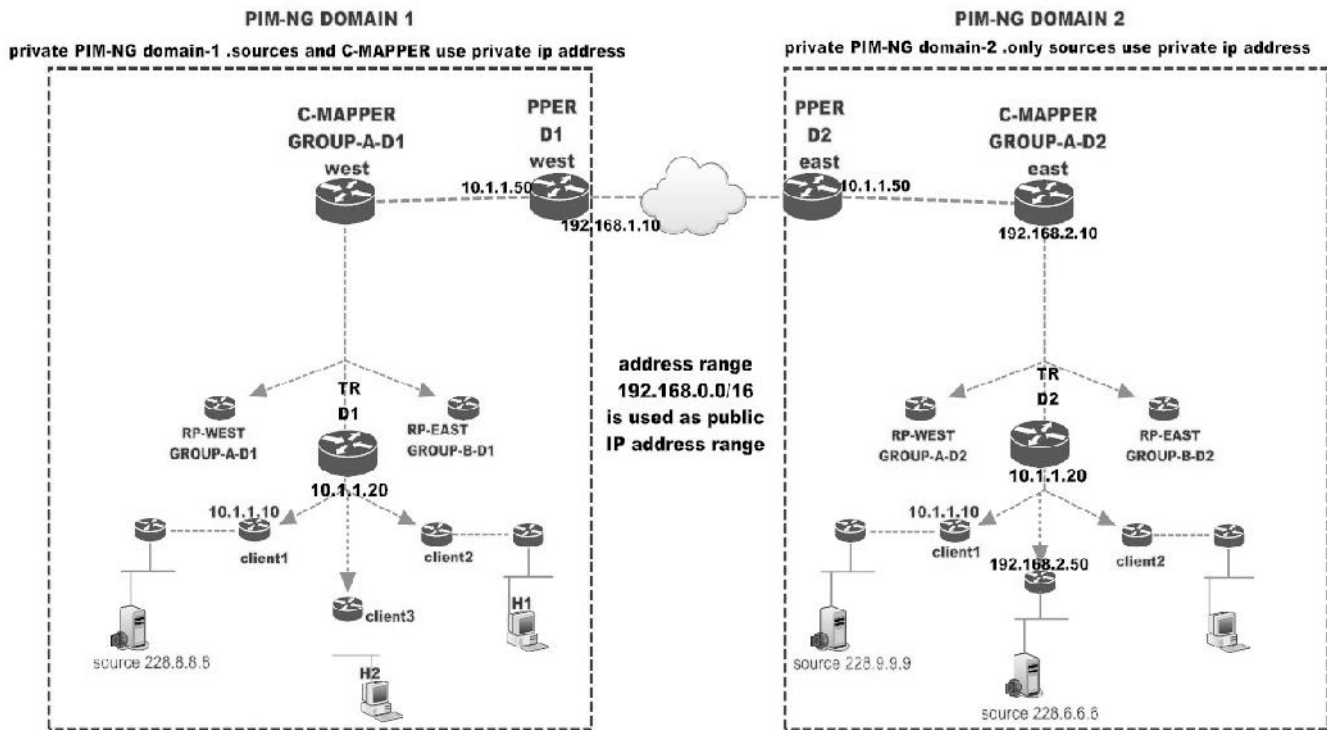 PIM-NG DOMAIN 1
PIM-NG DOMAIN 2
private PIM-NG domain-1 .sources and C-MAPPER use private ip address
private PIM-NG domain-2 .only sources use private ip address
C-MAPPER
GROUP-A-D1
west
PPER
D1
west
10.1.1.50
192.168.1.10
PPER
D2
east
10.1.1.50
C-MAPPER
GROUP-A-D2
east
192.168.2.10
address range
192.168.0.0/16
is used as public
IP address range
TR
D1
RP-WEST
GROUP-A-D1
RP-EAST
GROUP-B-D1
10.1.1.20
10.1.1.10
client1
client2
client3
H1
H2
source 228.8.8.8
TR
D2
RP-WEST
GROUP-A-D2
RP-EAST
GROUP-B-D2
10.1.1.20
10.1.1.10
client1
192.168.2.50
client2
source 228.9.9.9
source 228.6.6.6